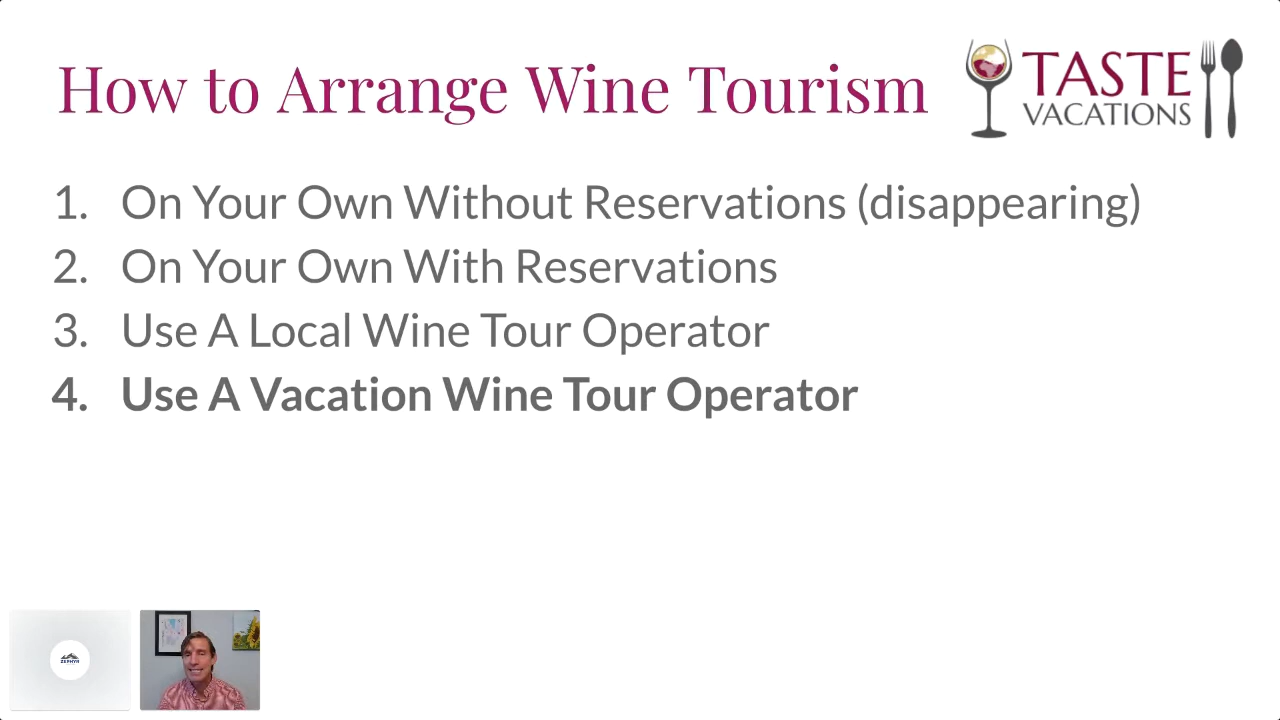 How to Arrange Wine Tourism
TASTE
VACATIONS
1. On Your Own Without Reservations (disappearing)
2. On Your Own With Reservations
3. Use A Local Wine Tour Operator
4. Use A Vacation Wine Tour Operator
ZEPHYR